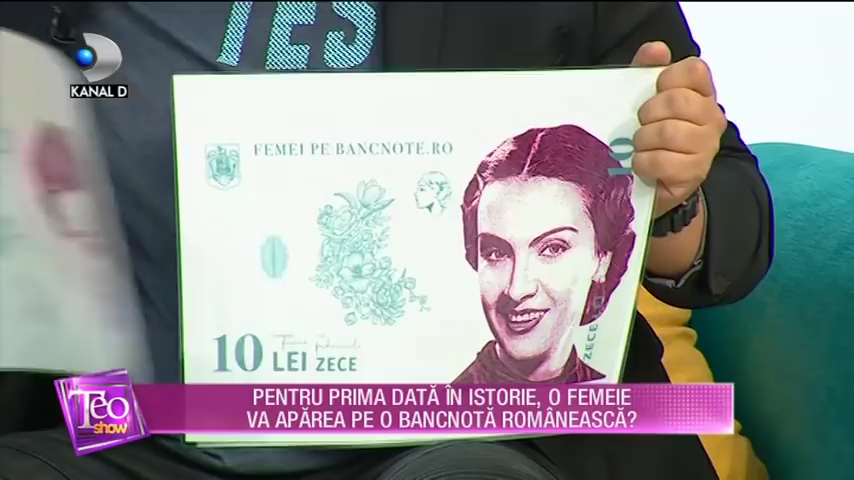 YES
KANAL D
FEMEI PE BANCNOTE.RO
10
10 LEI ZECE
ZECE
PENTRU PRIMA DATĂ ÎN ISTORIE, O FEMEIE
VA APĂREA PE O BANCNOTĂ ROMÂNEASCĂ?
Teo
show